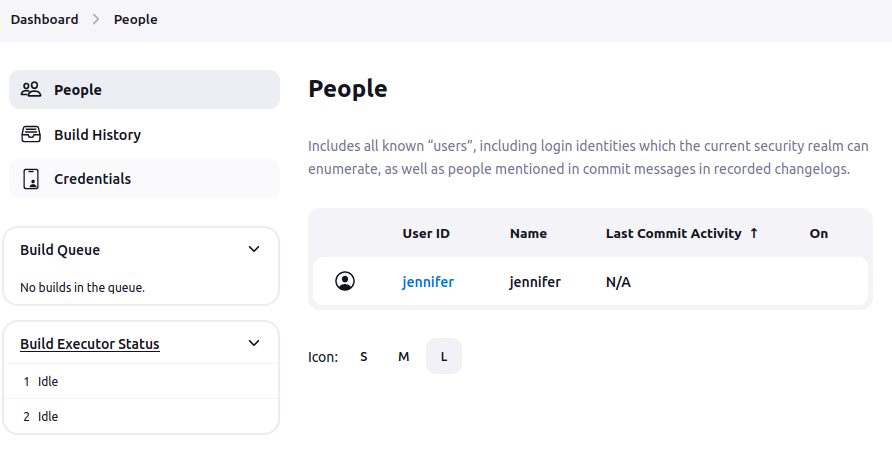 Dashboard > People
People
Build History
Credentials
Build Queue
No builds in the queue.
Build Executor Status
1 Idle
2 Idle
People
Includes all known “users”, including login identities which the current security realm can
enumerate, as well as people mentioned in commit messages in recorded changelogs.
User ID Name Last Commit Activity ↑ On
jennifer jennifer N/A
Icon: S M L